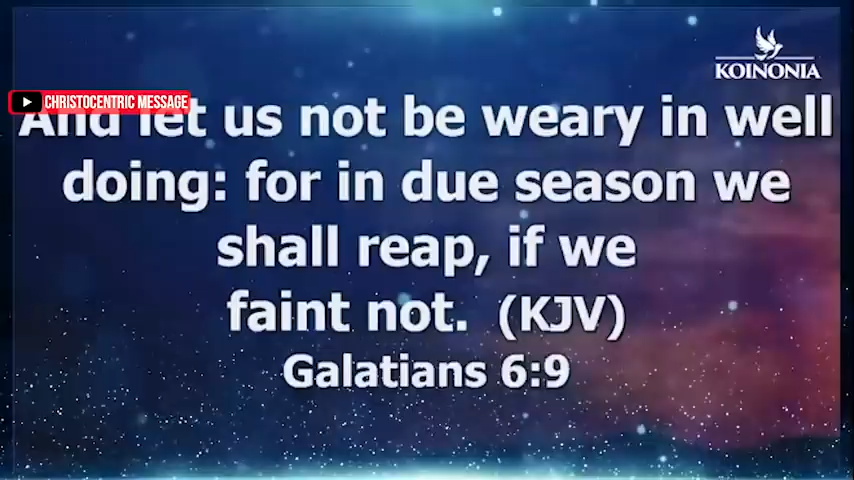 KOINONIA
CHRISTOCENTRIC MESSAGE
And let us not be weary in well
doing: for in due season we
shall reap, if we
faint not. (KJV)
Galatians 6:9